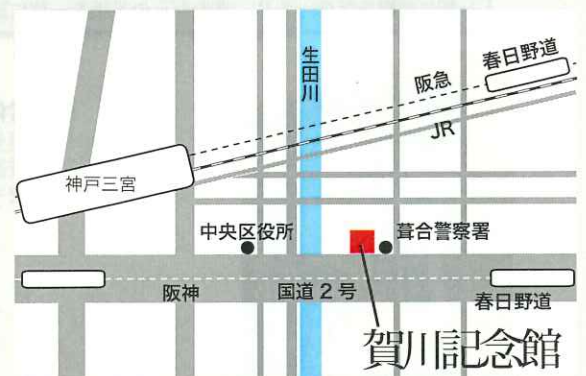 生田川
春日野道
阪急
JR
神戸三宮
中央区役所
葺合警察署
阪神
国道2号
春日野道
賀川記念館